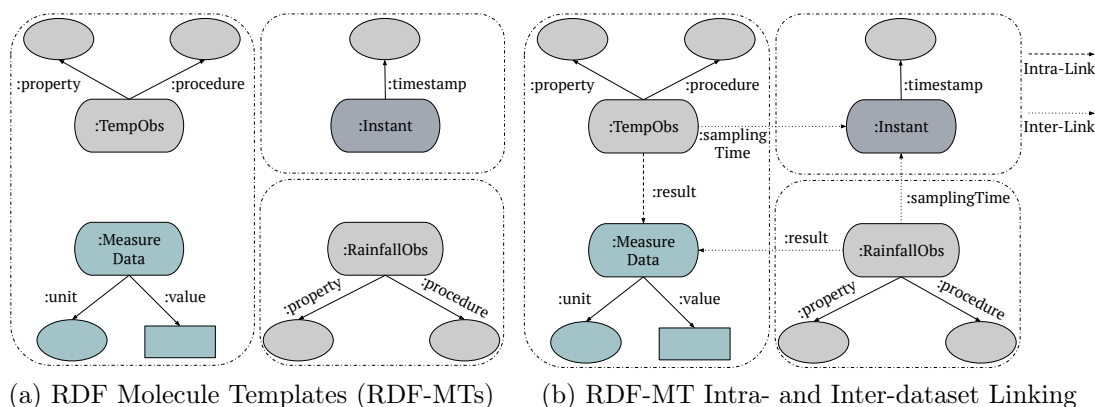 :property
:procedure
:TempObs
:timestamp
:Instant
:Measure
Data
:unit
:value
:RainfallObs
:property
:procedure
(a) RDF Molecule Templates (RDF-MTs)
:property
:procedure
:TempObs
:sampling
Time
:timestamp
:Instant
Intra-Link
Inter-Link
:result
:samplingTime
:Measure
Data
:result
:RainfallObs
:unit
:value
:property
:procedure
(b) RDF-MT Intra- and Inter-dataset Linking